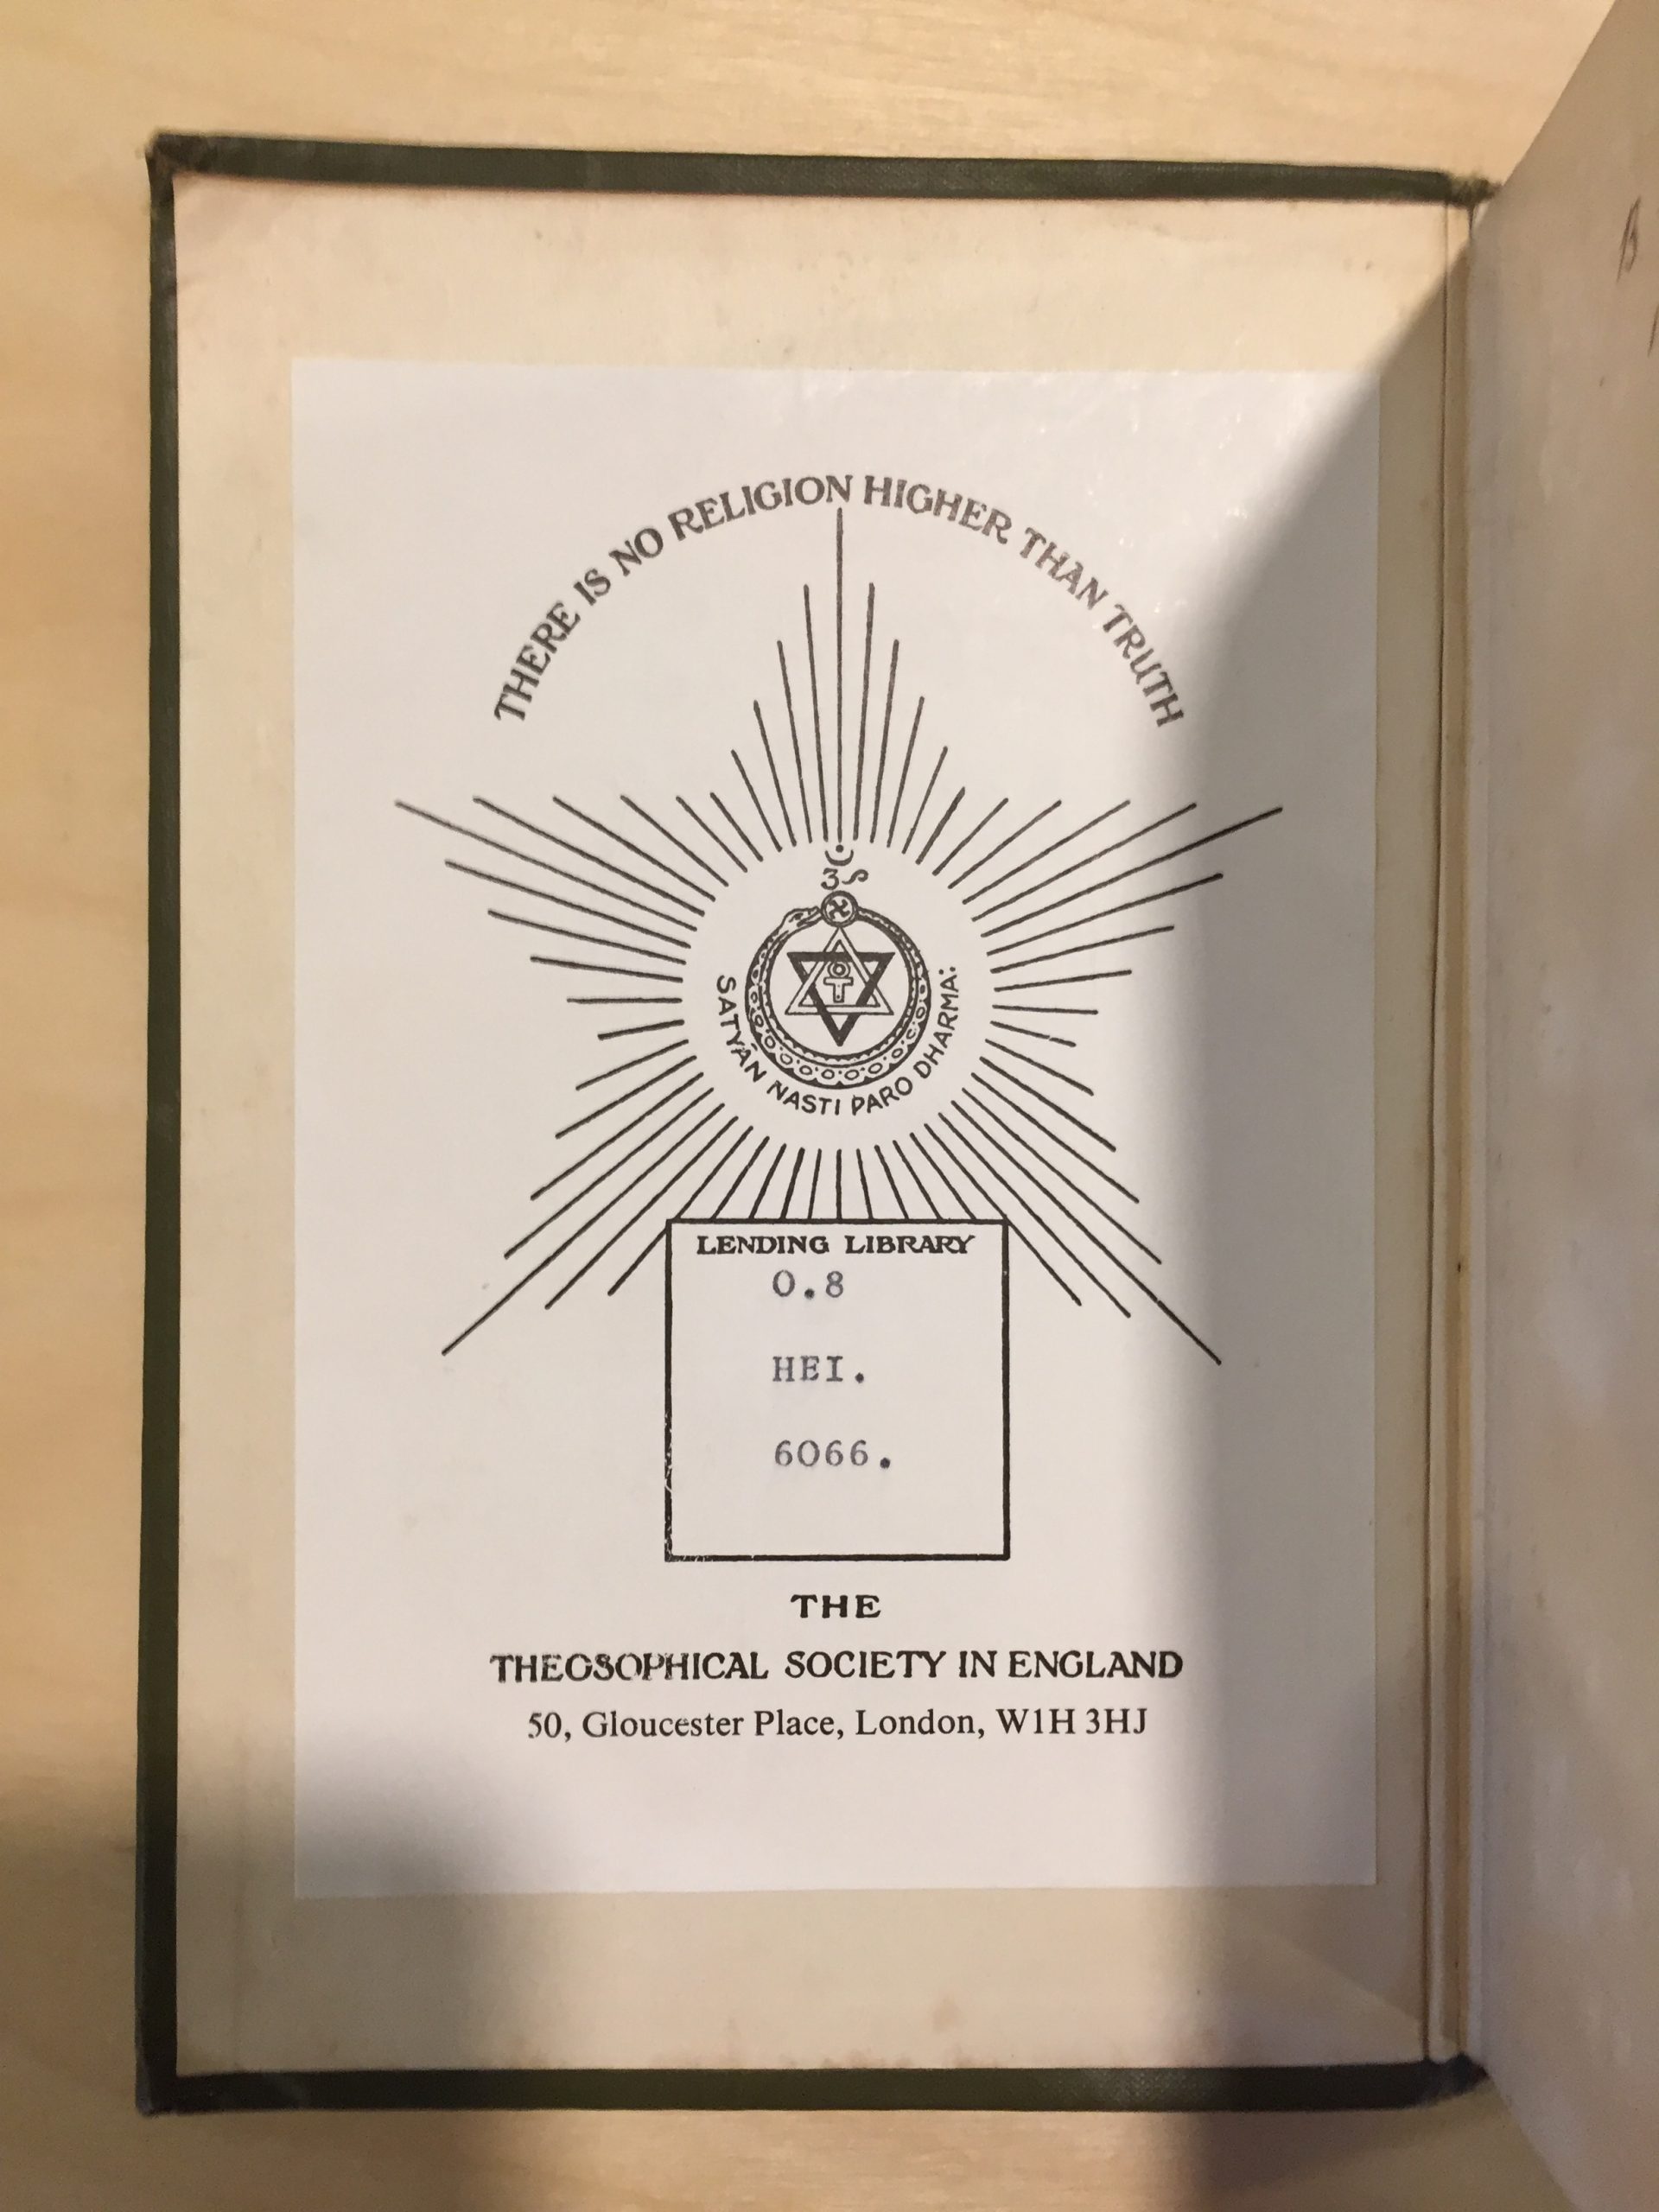 THERE IS NO RELIGION HIGHER THAN TRUTH
SATYÂN NASTI PARO DHARMA:
LENDING LIBRARY
0.8
HEI.
6066.
THE
THEOSOPHICAL SOCIETY IN ENGLAND
50, Gloucester Place, London, W1H 3HJ